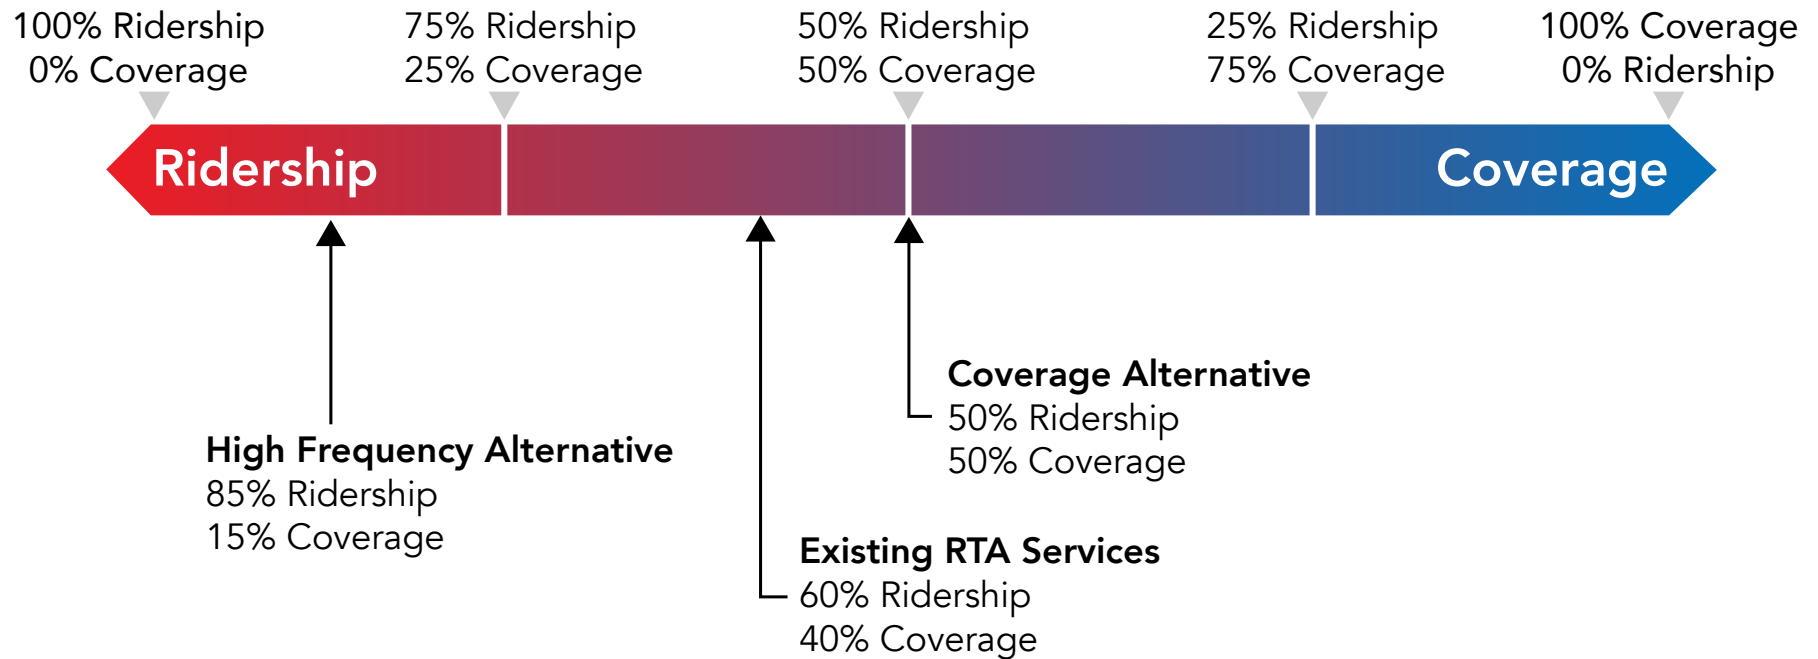 100% Ridership
0% Coverage
75% Ridership
25% Coverage
50% Ridership
50% Coverage
25% Ridership
75% Coverage
100% Coverage
0% Ridership
Ridership
Coverage
High Frequency Alternative
85% Ridership
15% Coverage
Coverage Alternative
50% Ridership
50% Coverage
Existing RTA Services
60% Ridership
40% Coverage